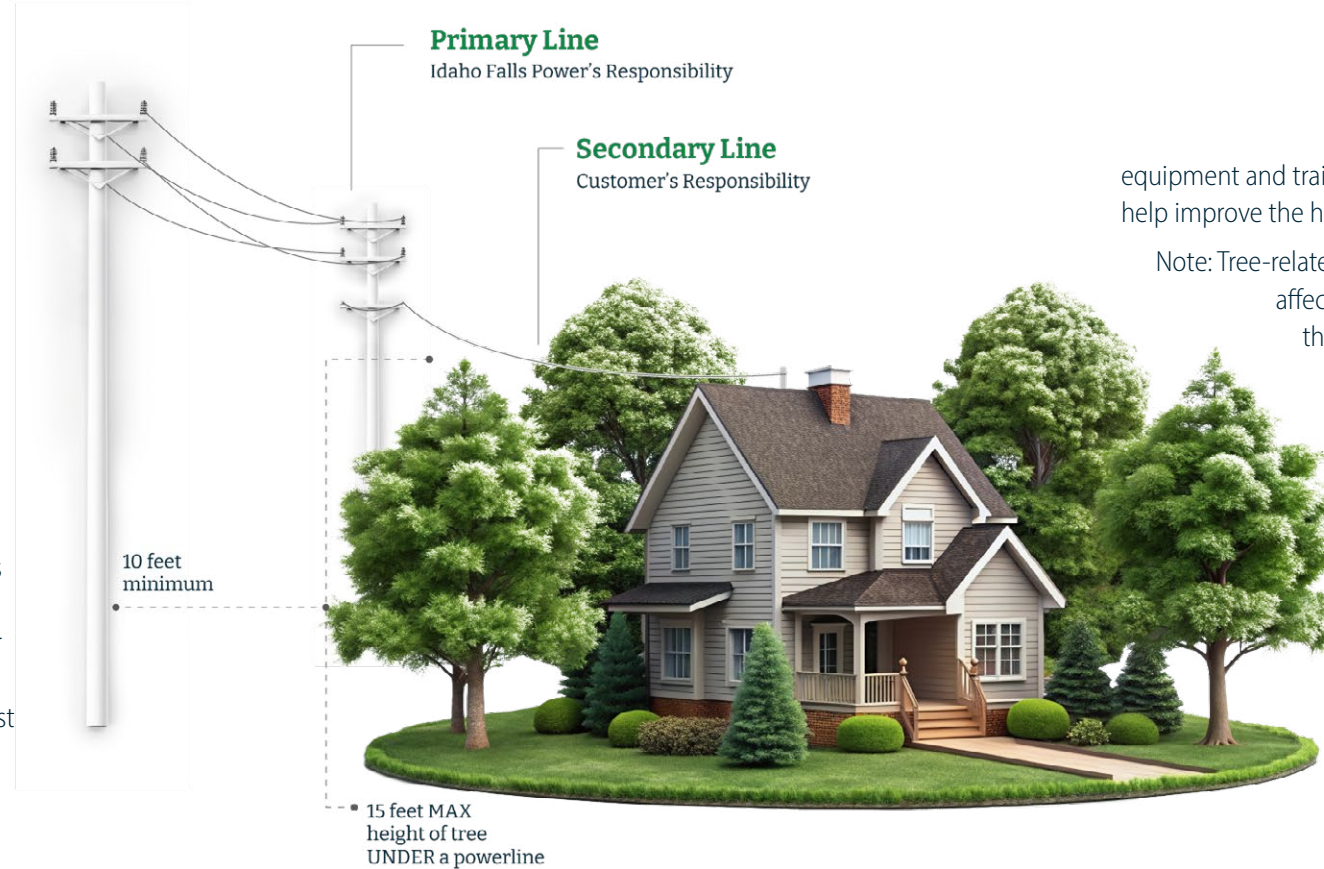 Primary Line
Idaho Falls Power's Responsibility
Secondary Line
Customer's Responsibility
equipment and trai
help improve the h
Note: Tree-relate
affec
th
10 feet
minimum
st
15 feet MAX
height of tree
UNDER a powerline